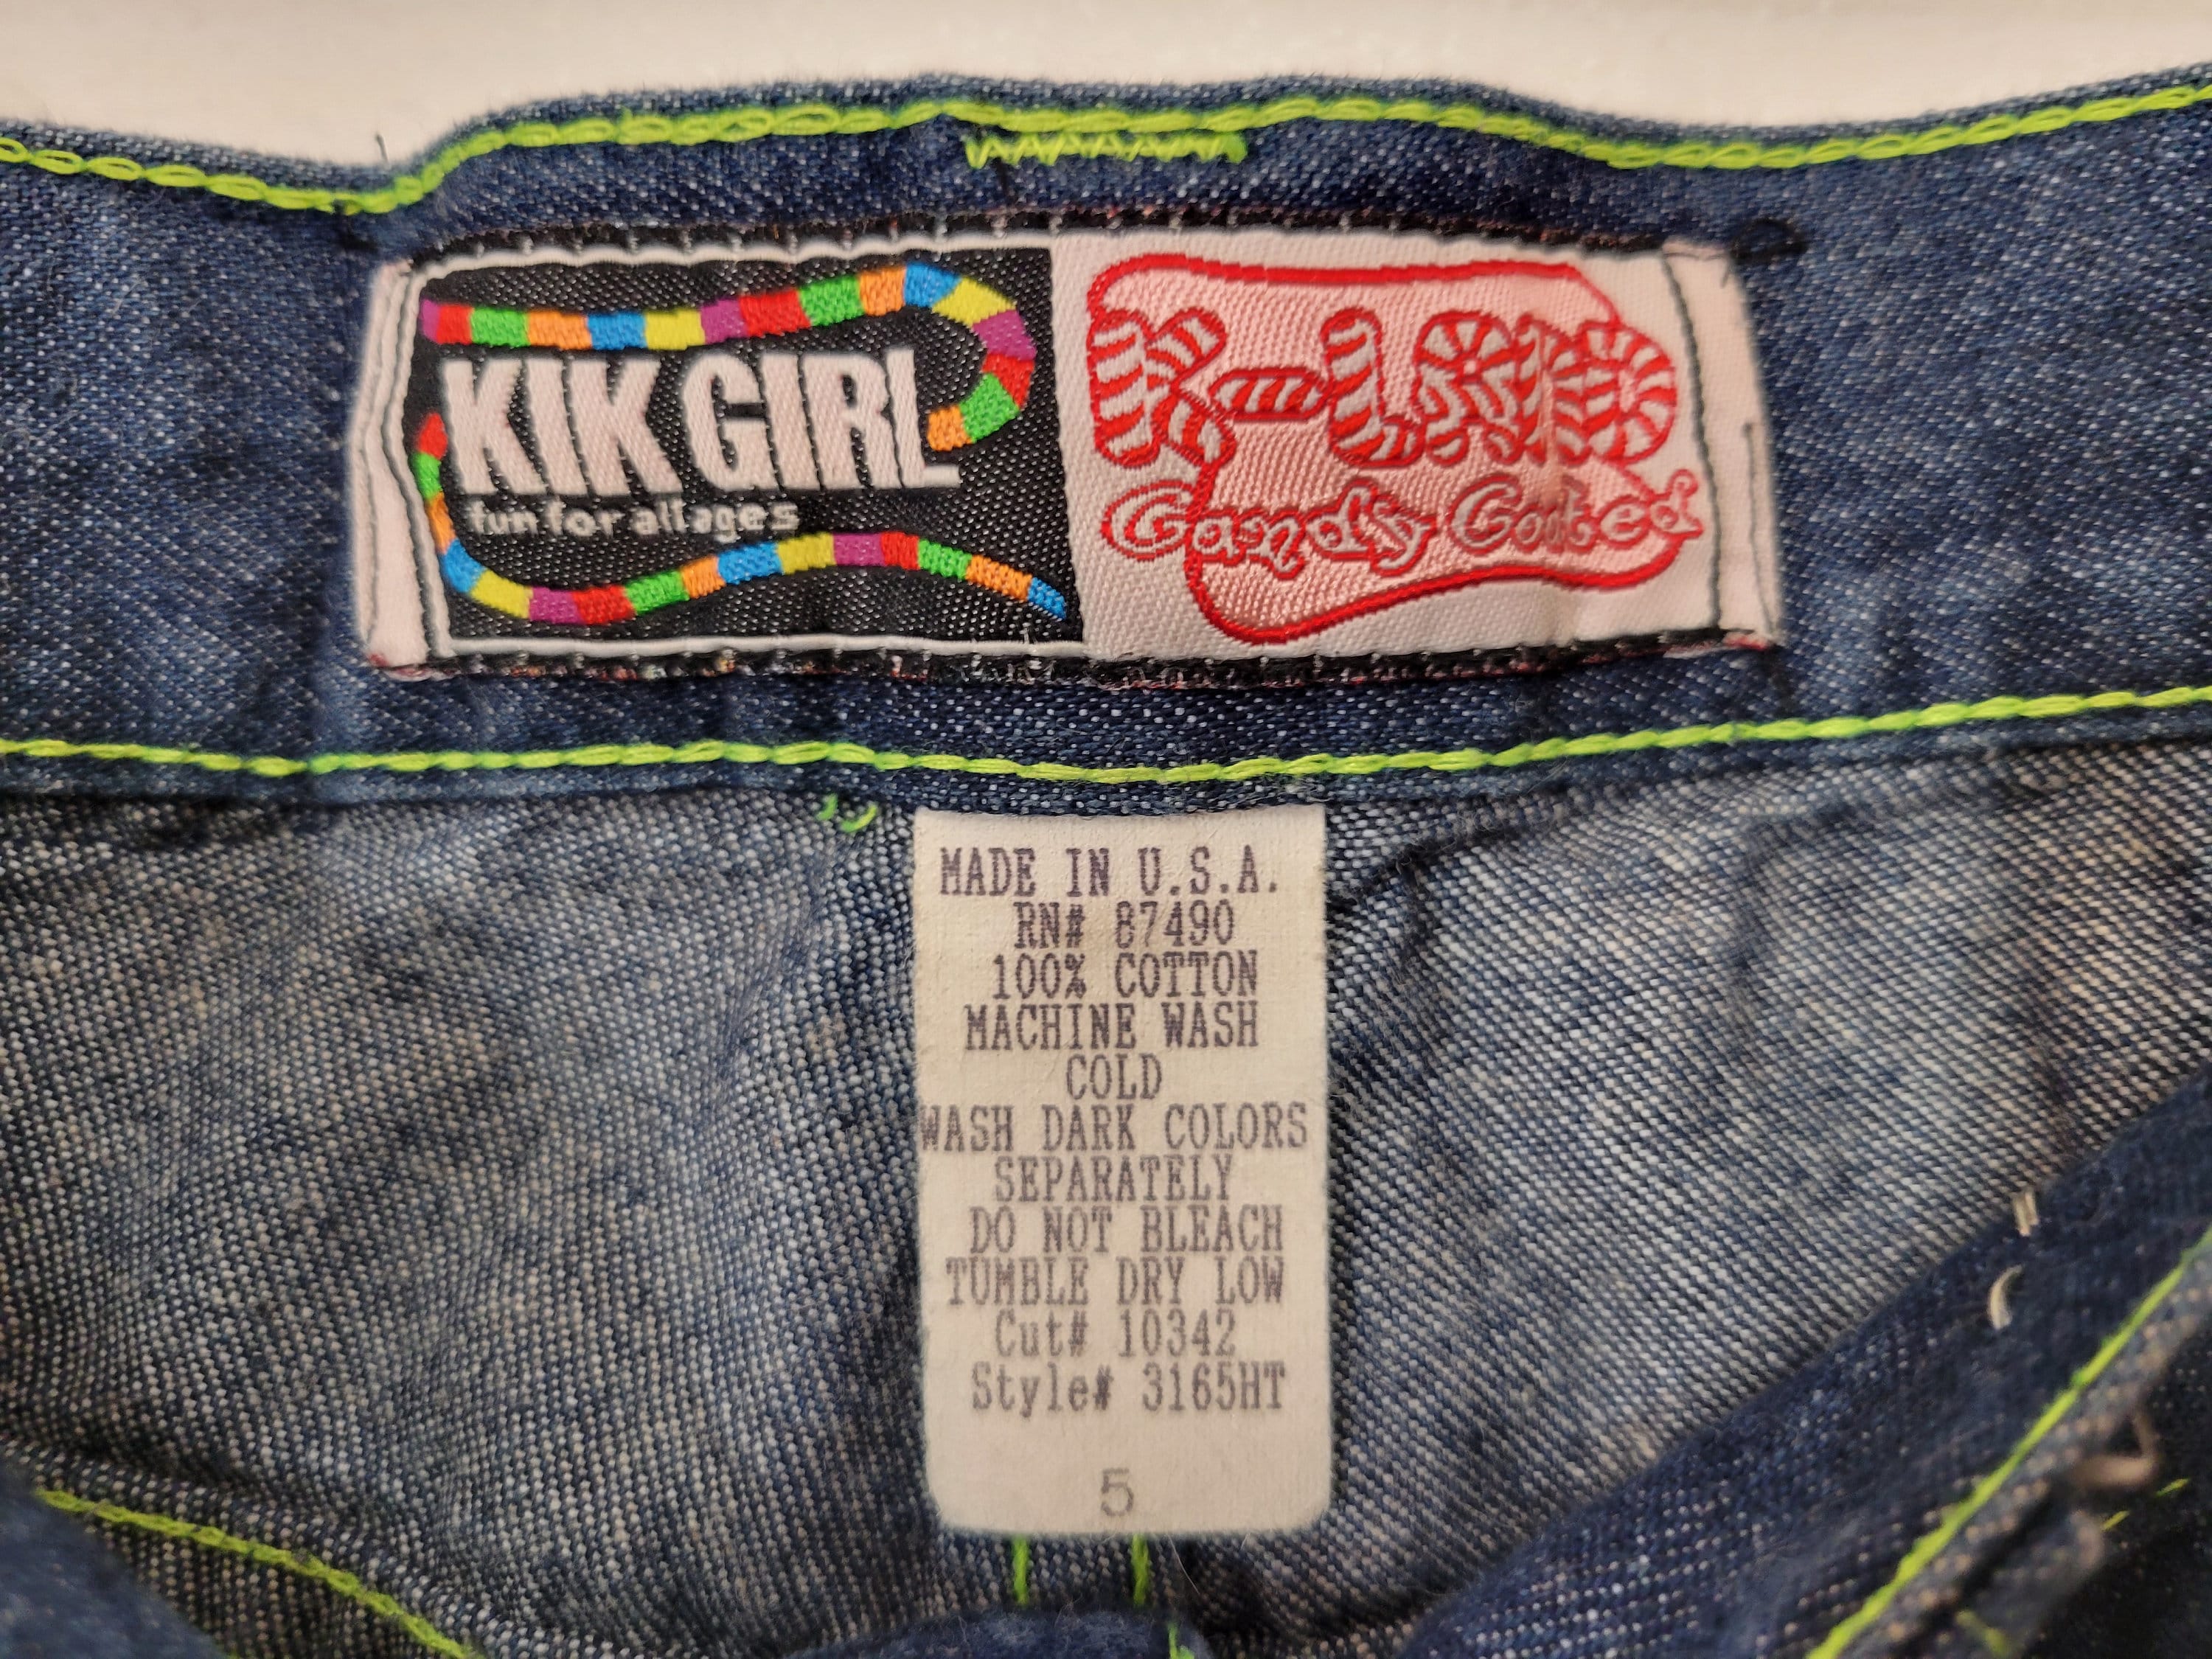 KIK GIRL
fun for all ages
Candy Coated
MADE IN U.S.A.
RN# 87490
100% COTTON
MACHINE WASH
COLD
WASH DARK COLORS
SEPARATELY
DO NOT BLEACH
TUMBLE DRY LOW
Cut# 10342
Style# 3165HT
5